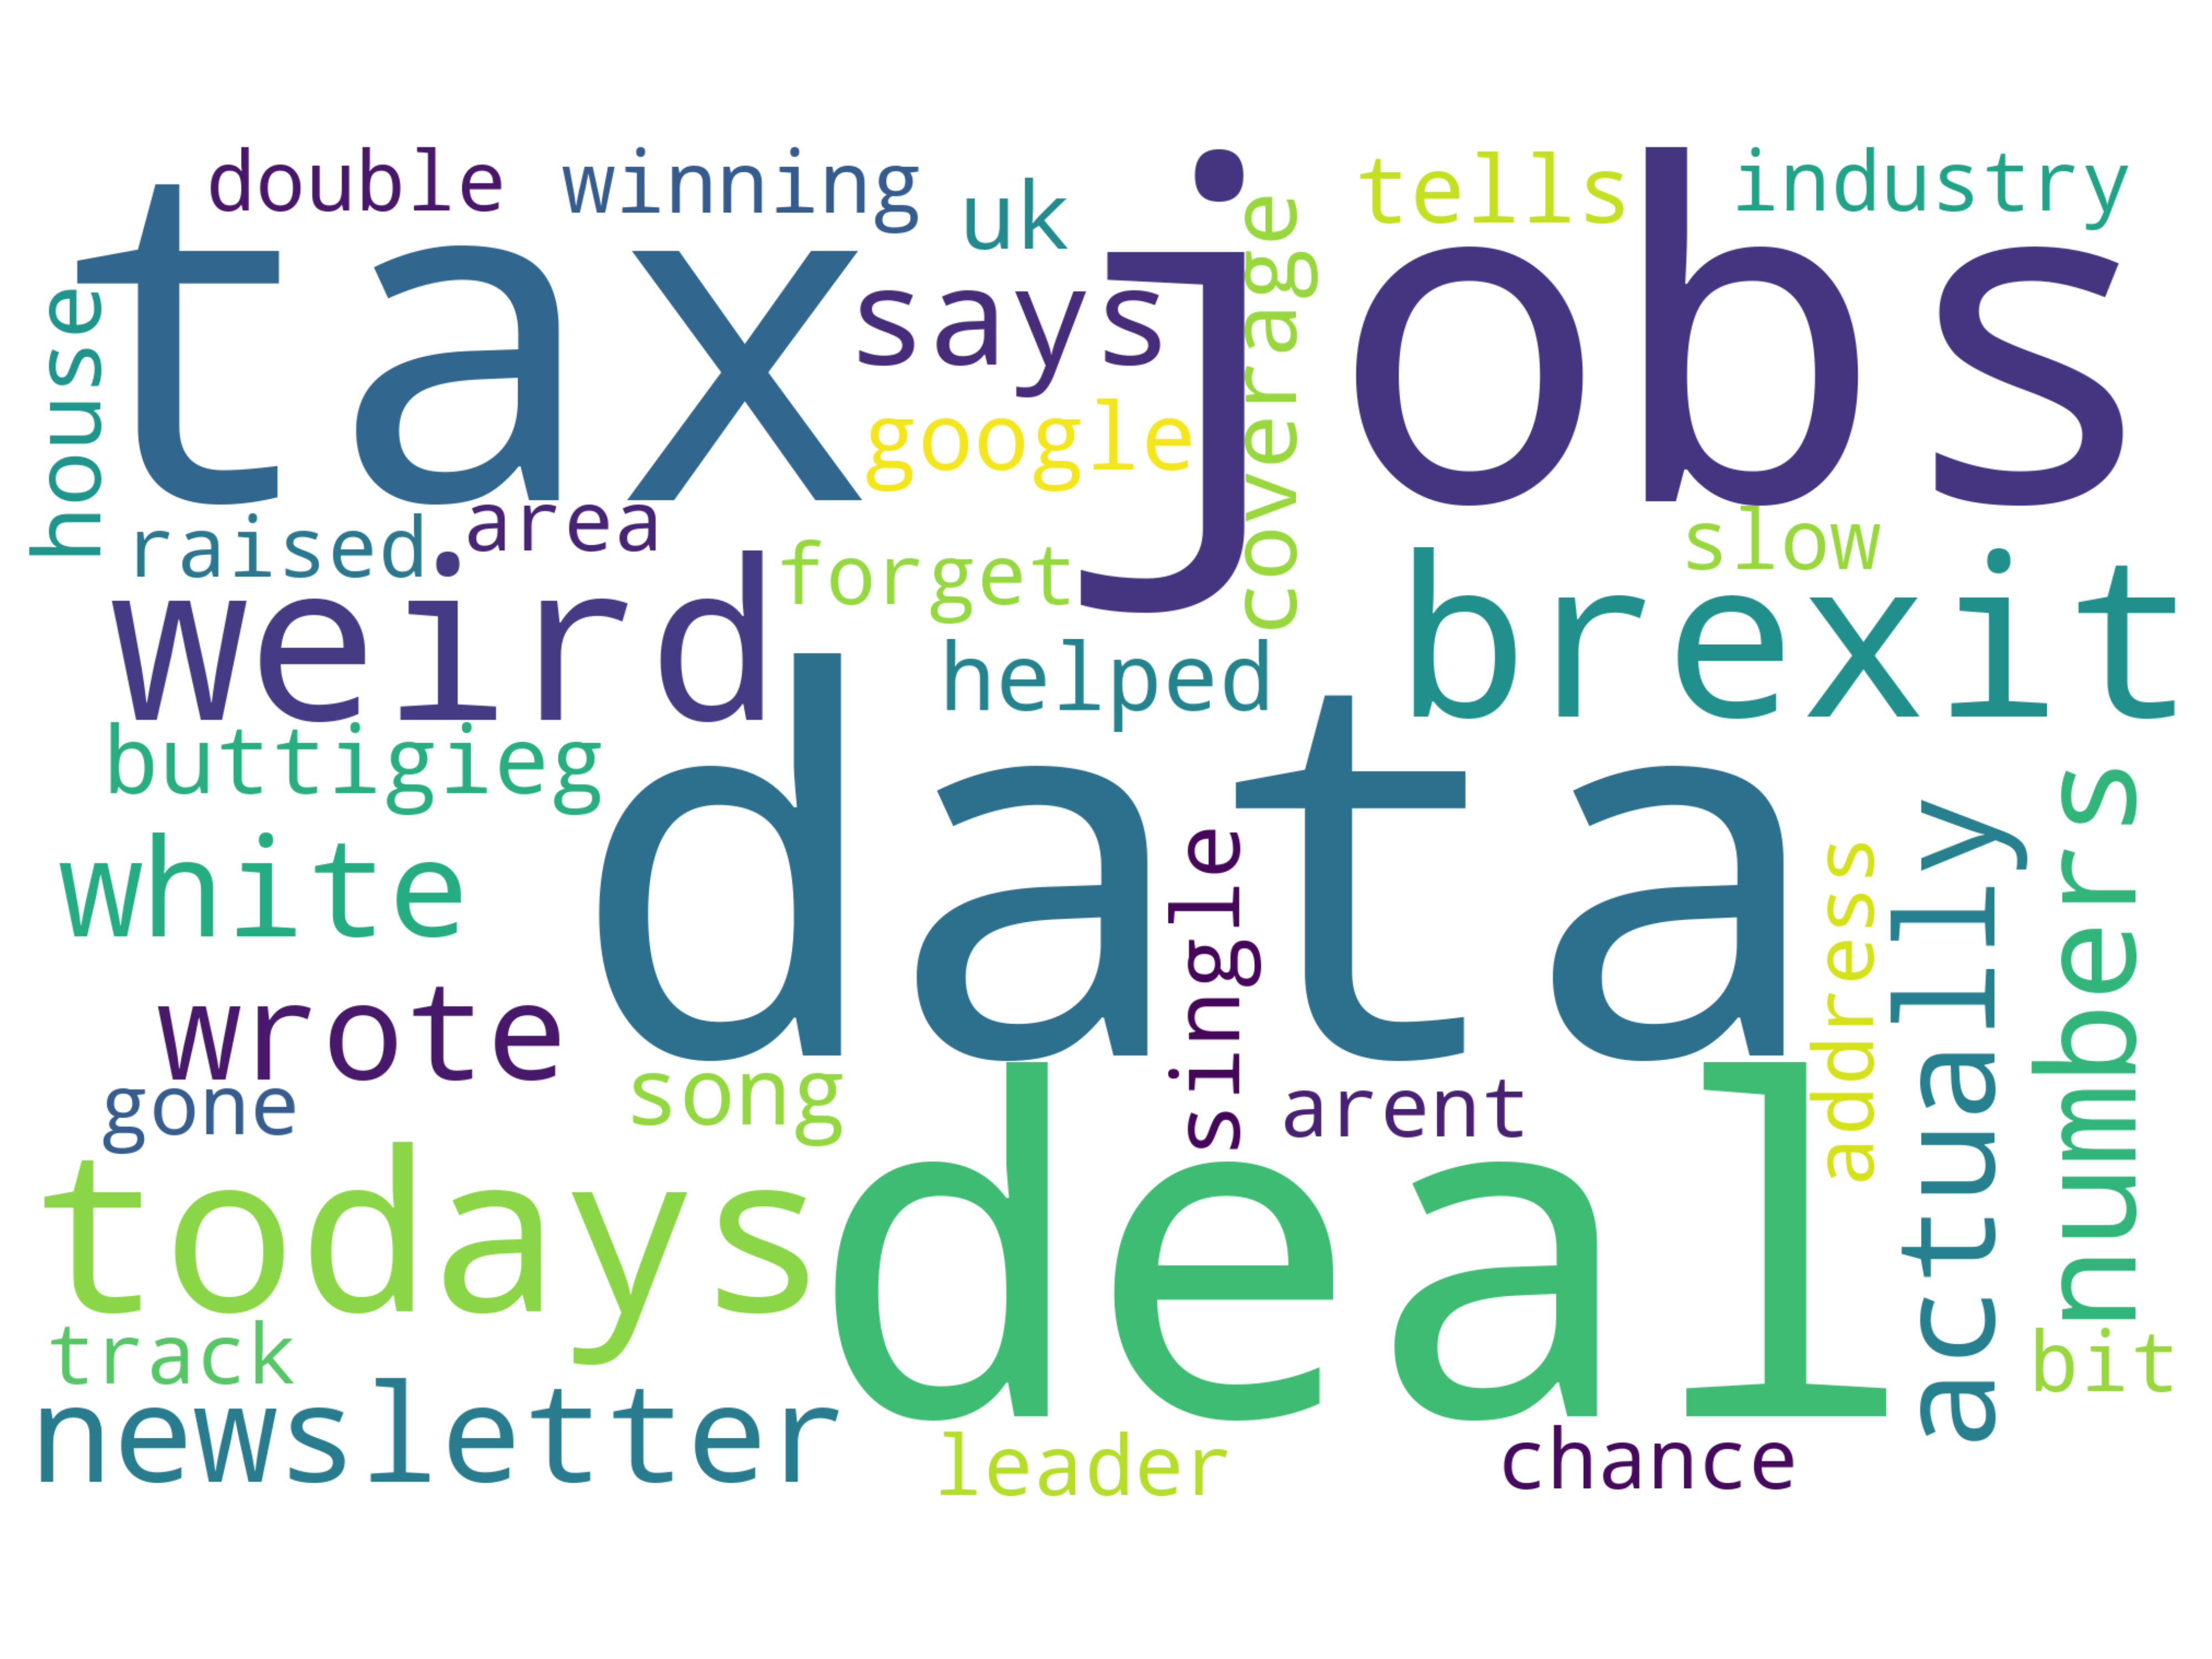 double
winning
uk
tells
industry
tax
jobs
says
coverage
house
google
raised
area
forget
slow
weird
brexit
helped
buttigieg
data
white
single
address
actually
numbers
wrote
gone
song
arent
todays
deal
track
bit
newsletter
leader
chance